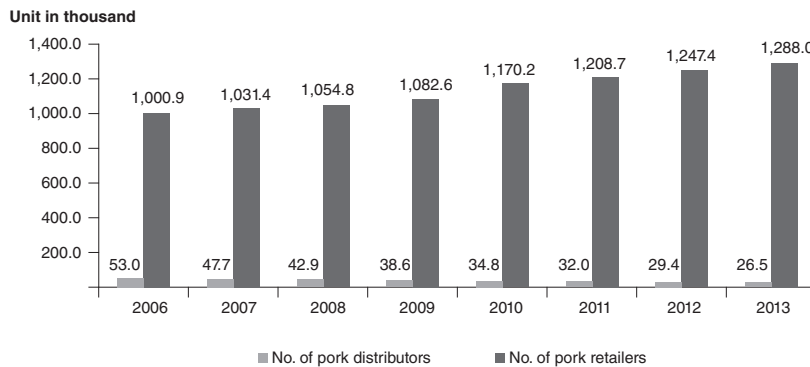 Unit in thousand
1,400.0
1,200.0
1,000.0
800.0
600.0
400.0
200.0
1,000.9 1,031.4 1,054.8 1,082.6 1,170.2 1,208.7 1,247.4 1,288.0
53.0 47.7 42.9 38.6 34.8 32.0 29.4 26.5
2006 2007 2008 2009 2010 2011 2012 2013
No. of pork distributors No. of pork retailers